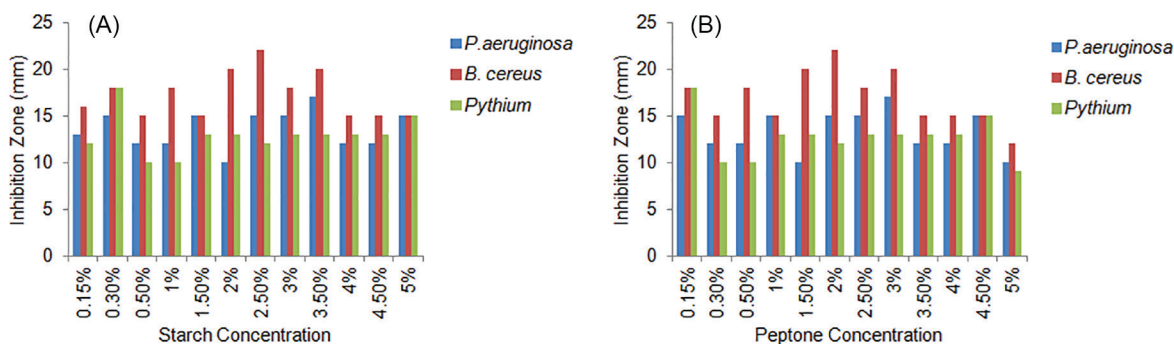 (A)
Inhibition Zone (mm)
25
20
15
10
5
0
0.15% 0.30% 0.50% 1% 1.50% 2% 2.50% 3% 3.50% 4% 4.50% 5%
Starch Concentration
P.aeruginosa
B. cereus
Pythium
(B)
Inhibition Zone (mm)
25
20
15
10
5
0
0.15% 0.30% 0.50% 1% 1.50% 2% 2.50% 3% 3.50% 4% 4.50% 5%
Peptone Concentration
P.aeruginosa
B. cereus
Pythium